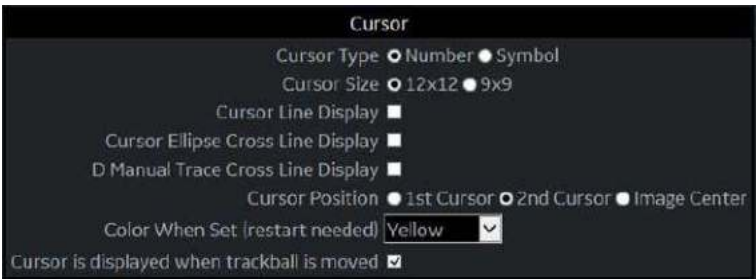 Cursor
Cursor Type Number Symbol
Cursor Size 12x12 9x9
Cursor Line Display
Cursor Ellipse Cross Line Display
D Manual Trace Cross Line Display
Cursor Position 1st Cursor 2nd Cursor Image Center
Color When Set (restart needed) Yellow
Cursor is displayed when trackball is moved